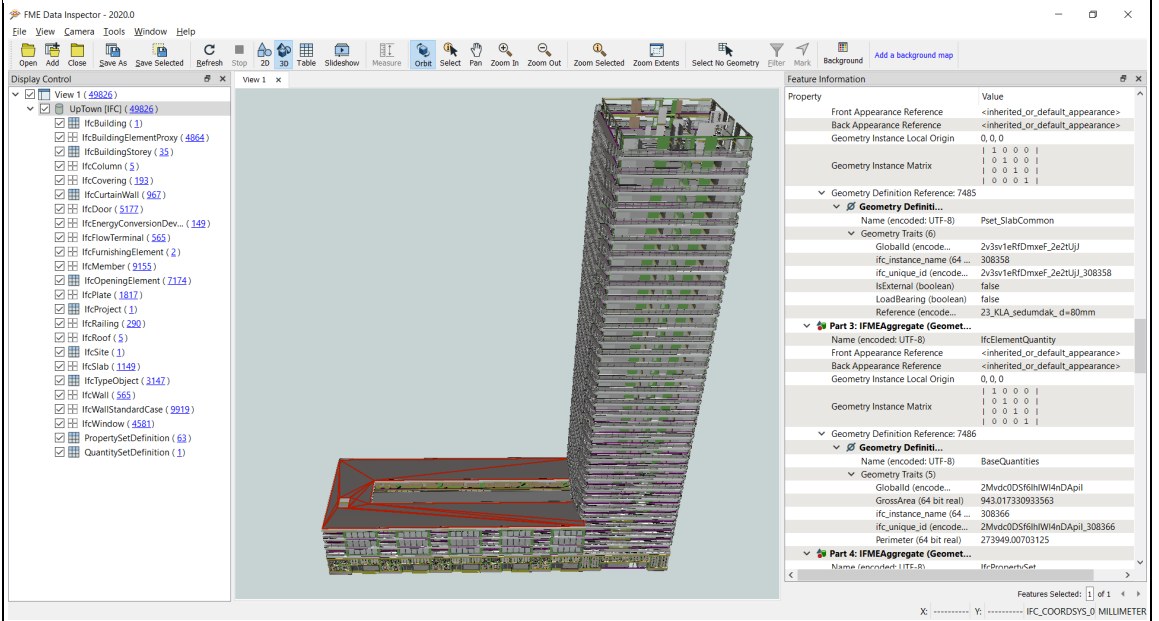 FME Data Inspector - 2020.0
File View Camera Tools Window Help
Open Add Close Save As Save Selected Refresh Stop 2D 3D Table Slideshow Measure Orbit Select Pan Zoom In Zoom Out Zoom Selected Zoom Extents Select No Geometry Filter Mark Background Add a background map
Display Control
View 1
Feature Information
View 1 ( 49826 )
UpTown [IFC] ( 49826 )
IfcBuilding ( 1 )
IfcBuildingElementProxy ( 4864 )
IfcBuildingStorey ( 35 )
IfcColumn ( 5 )
IfcCovering ( 193 )
IfcCurtainWall ( 967 )
IfcDoor ( 5177 )
IfcEnergyConversionDev... ( 149 )
IfcFlowTerminal ( 565 )
IfcFurnishingElement ( 2 )
IfcMember ( 9155 )
IfcOpeningElement ( 7174 )
IfcPlate ( 1817 )
IfcProject ( 1 )
IfcRailing ( 290 )
IfcRoof ( 5 )
IfcSite ( 1 )
IfcSlab ( 1149 )
IfcTypeObject ( 3147 )
IfcWall ( 565 )
IfcWallStandardCase ( 9919 )
IfcWindow ( 4581 )
PropertySetDefinition ( 63 )
QuantitySetDefinition ( 1 )
Property Value
Front Appearance Reference <inherited_or_default_appearance>
Back Appearance Reference <inherited_or_default_appearance>
Geometry Instance Local Origin 0, 0, 0
| 1 0 0 0 |
| 0 1 0 0 |
Geometry Instance Matrix
| 0 0 1 0 |
| 0 0 0 1 |
Geometry Definition Reference: 7485
Geometry Definiti...
Name (encoded: UTF-8) Pset_SlabCommon
Geometry Traits (6)
GlobalId (encode... 2v3sv1eRfDmxeF_2e2tUjJ
ifc_instance_name (64 ... 308358
ifc_unique_id (encode... 2v3sv1eRfDmxeF_2e2tUjJ_308358
IsExternal (boolean) false
LoadBearing (boolean) false
Reference (encode... 23_KLA_sedumdak_ d=80mm
Part 3: IFMEAggregate (Geomet...
Name (encoded: UTF-8) IfcElementQuantity
Front Appearance Reference <inherited_or_default_appearance>
Back Appearance Reference <inherited_or_default_appearance>
Geometry Instance Local Origin 0, 0, 0
| 1 0 0 0 |
| 0 1 0 0 |
Geometry Instance Matrix
| 0 0 1 0 |
| 0 0 0 1 |
Geometry Definition Reference: 7486
Geometry Definiti...
Name (encoded: UTF-8) BaseQuantities
Geometry Traits (5)
GlobalId (encode... 2Mvdc0DSf6IhIWI4nDApiI
GrossArea (64 bit real) 943.017330933563
ifc_instance_name (64 ... 308366
ifc_unique_id (encode... 2Mvdc0DSf6IhIWI4nDApiI_308366
Perimeter (64 bit real) 273949.00703125
Part 4: IFMEAggregate (Geomet...
Name (encoded: UTF-8) IfcPropertySet
Features Selected: 1 of 1
X: ---------- Y: ---------- IFC_COORDSYS_0 MILLIMETER